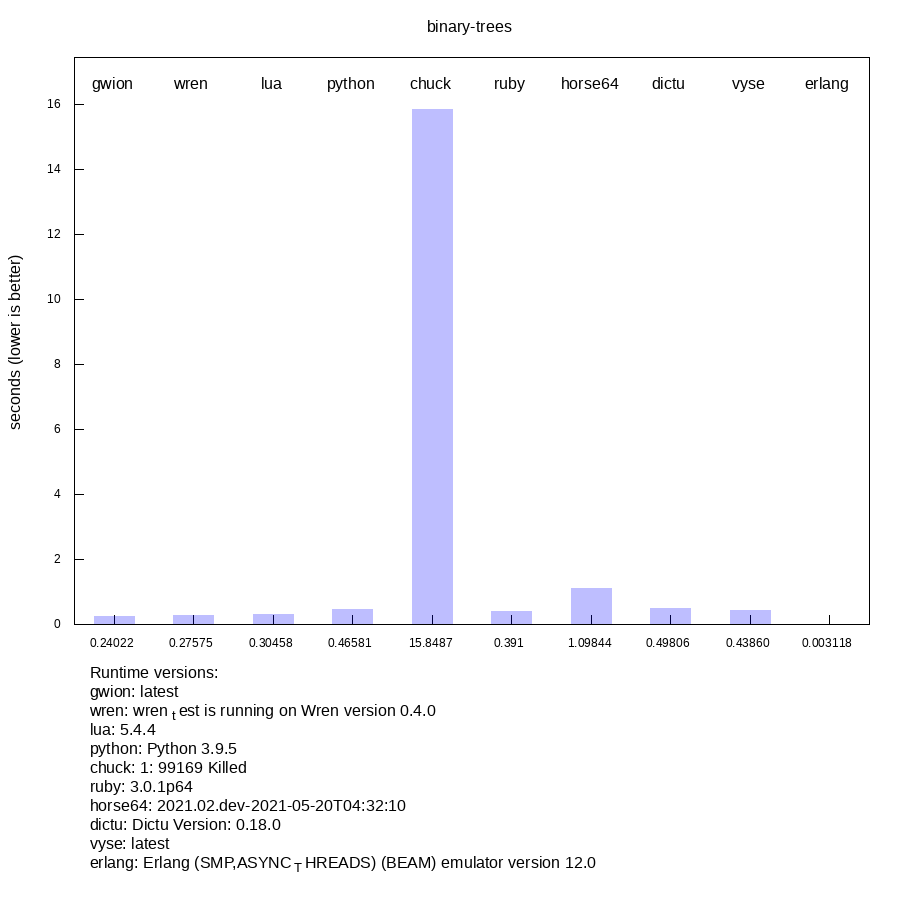 binary-trees
gwion wren lua python chuck ruby horse64 dictu vyse erlang
seconds (lower is better)
16
14
12
10
8
6
4
2
0
0.24022 0.27575 0.30458 0.46581 15.8487 0.391 1.09844 0.49806 0.43860 0.003118
Runtime versions:
gwion: latest
wren: wren t est is running on Wren version 0.4.0
lua: 5.4.4
python: Python 3.9.5
chuck: 1: 99169 Killed
ruby: 3.0.1p64
horse64: 2021.02.dev-2021-05-20T04:32:10
dictu: Dictu Version: 0.18.0
vyse: latest
erlang: Erlang (SMP,ASYNC T HREADS) (BEAM) emulator version 12.0